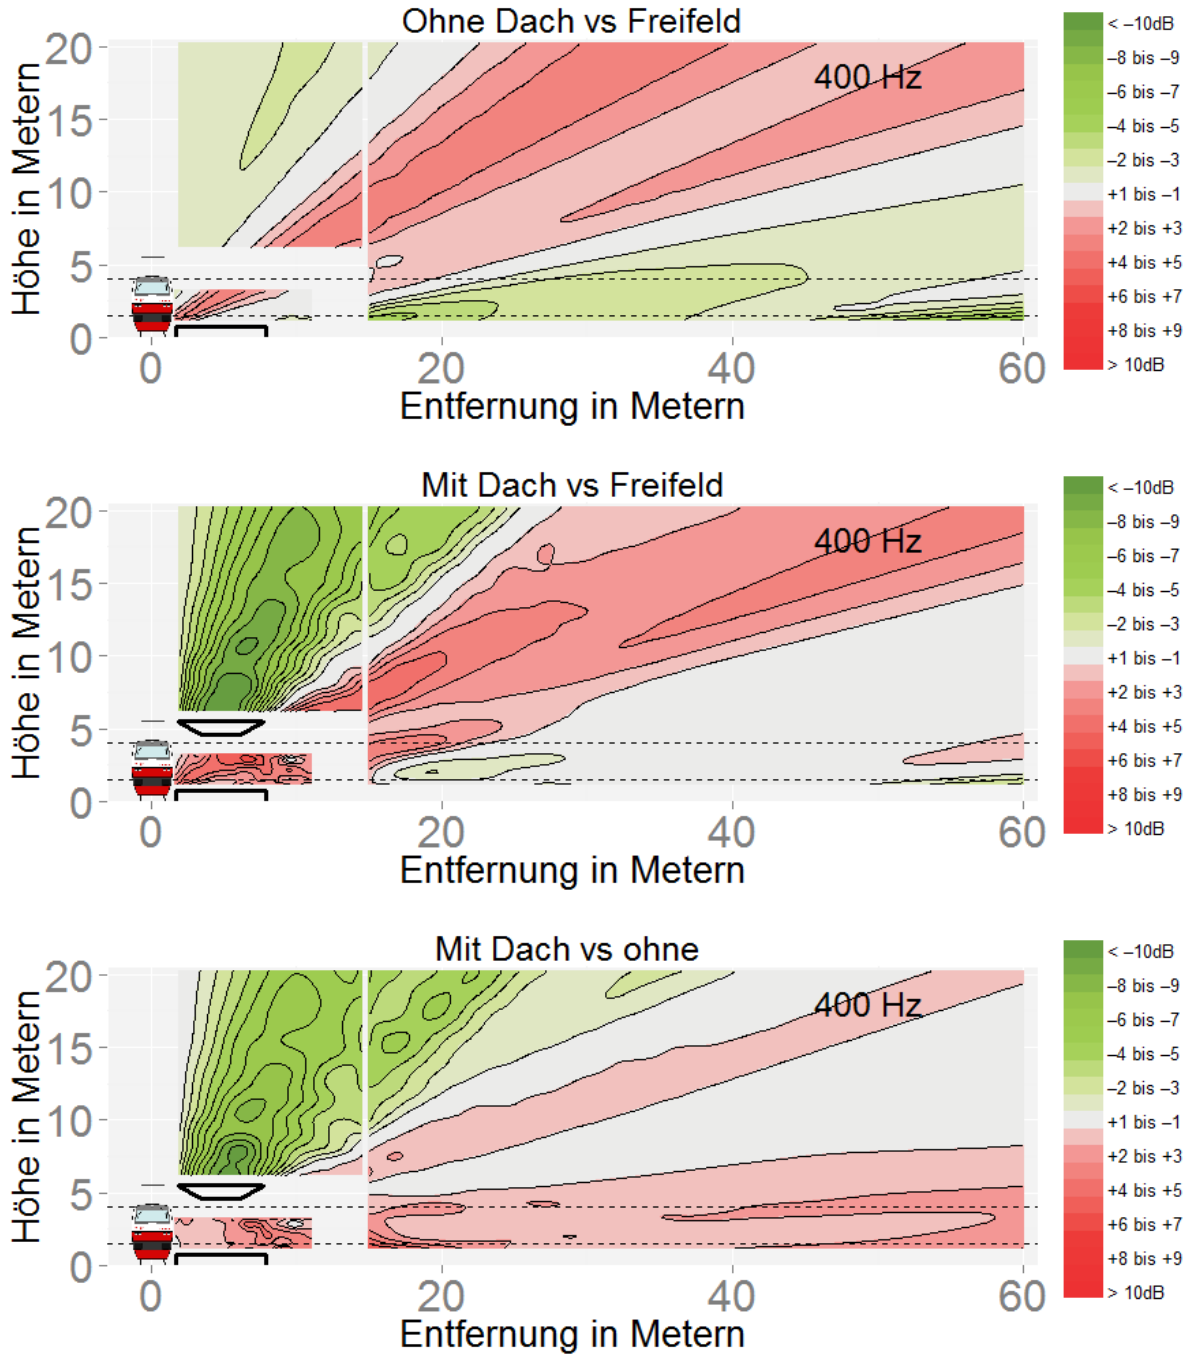 Ohne Dach vs Freifeld
400 Hz
Höhe in Metern
20
15
10
5
0
0 20 40 60
Entfernung in Metern
< –10dB
–8 bis –9
–6 bis –7
–4 bis –5
–2 bis –3
+1 bis –1
+2 bis +3
+4 bis +5
+6 bis +7
+8 bis +9
> 10dB
Mit Dach vs Freifeld
400 Hz
Höhe in Metern
20
15
10
5
0
0 20 40 60
Entfernung in Metern
< –10dB
–8 bis –9
–6 bis –7
–4 bis –5
–2 bis –3
+1 bis –1
+2 bis +3
+4 bis +5
+6 bis +7
+8 bis +9
> 10dB
Mit Dach vs ohne
400 Hz
Höhe in Metern
20
15
10
5
0
0 20 40 60
Entfernung in Metern
< –10dB
–8 bis –9
–6 bis –7
–4 bis –5
–2 bis –3
+1 bis –1
+2 bis +3
+4 bis +5
+6 bis +7
+8 bis +9
> 10dB